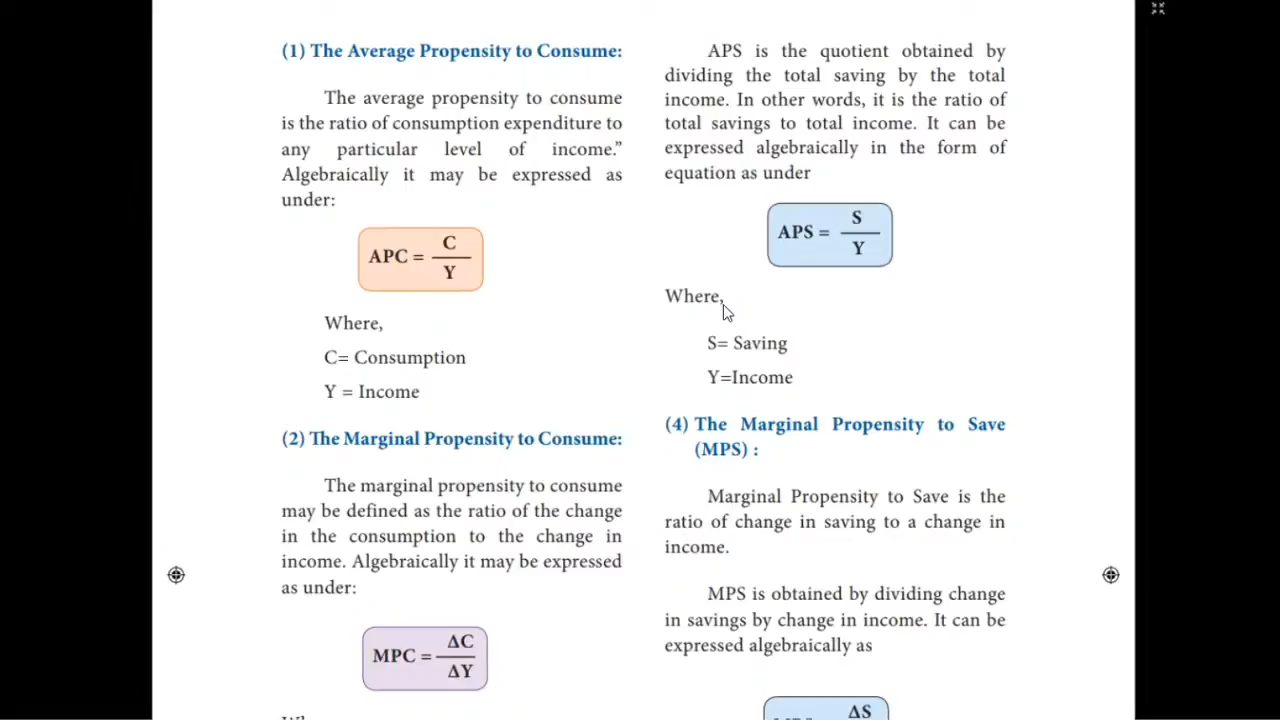 (1) The Average Propensity to Consume:
The average propensity to consume
is the ratio of consumption expenditure to
any particular level of income.”
Algebraically it may be expressed as
under:
APC = C
Y
Where,
C= Consumption
Y = Income
(2) The Marginal Propensity to Consume:
The marginal propensity to consume
may be defined as the ratio of the change
in the consumption to the change in
income. Algebraically it may be expressed
as under:
MPC = ΔC
ΔY
APS is the quotient obtained by
dividing the total saving by the total
income. In other words, it is the ratio of
total savings to total income. It can be
expressed algebraically in the form of
equation as under
APS = S
Y
Where,
S= Saving
Y=Income
(4) The Marginal Propensity to Save
(MPS) :
Marginal Propensity to Save is the
ratio of change in saving to a change in
income.
MPS is obtained by dividing change
in savings by change in income. It can be
expressed algebraically as
ΔS